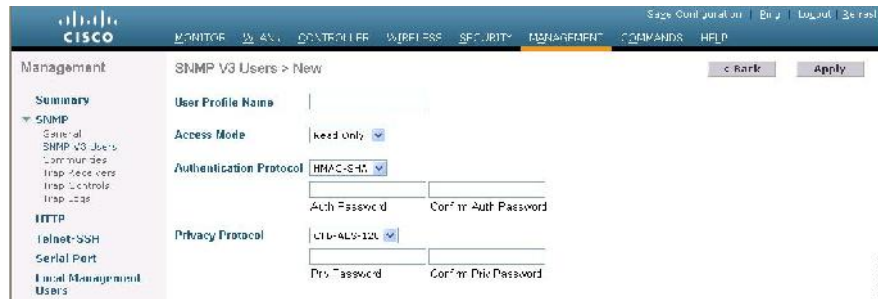 Save Configuration | Ping | Logout | Refresh
CISCO
MONITOR WLANs CONTROLLER WIRELESS SECURITY MANAGEMENT COMMANDS HELP
Management
SNMP V3 Users > New
< Back
Apply
Summary
SNMP
General
SNMP V3 Users
Communities
Trap Receivers
Trap Controls
Trap Logs
HTTP
Telnet-SSH
Serial Port
Local Management
Users
User Profile Name
Access Mode
Read Only
Authentication Protocol
HMAC-SHA
Auth Password
Confirm Auth Password
Privacy Protocol
CFB-AES-128
Priv Password
Confirm Priv Password